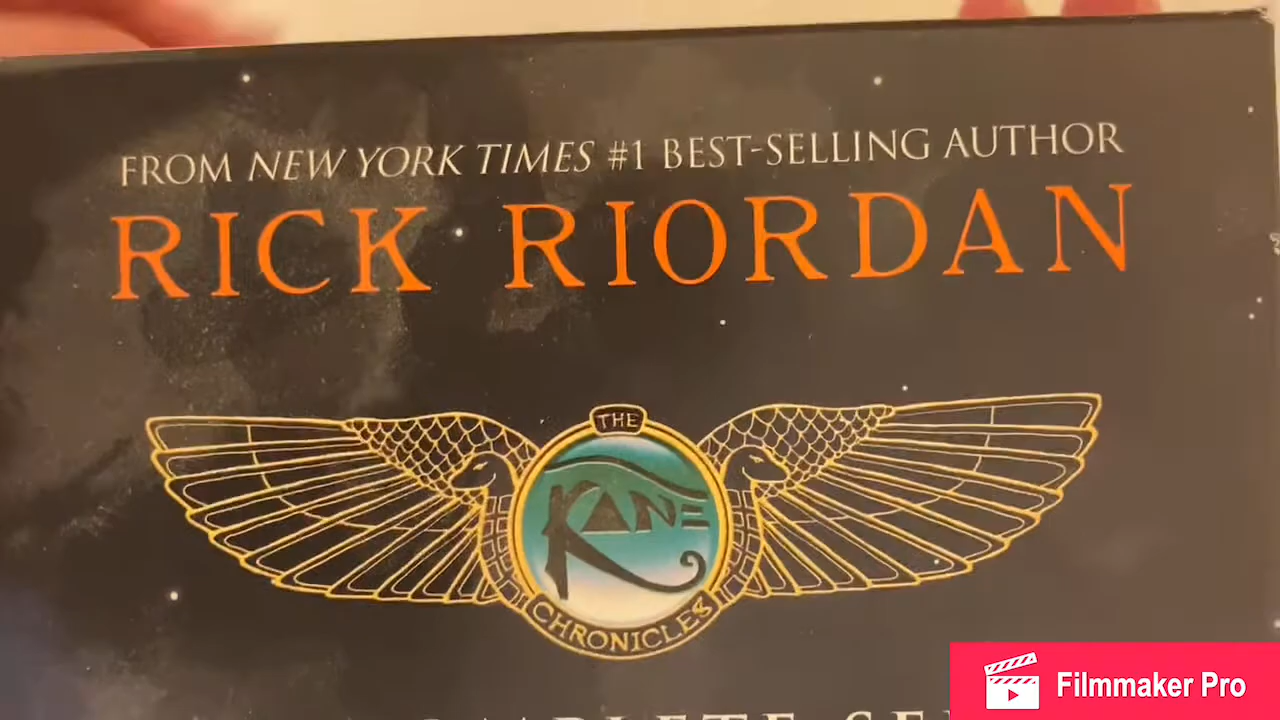 FROM NEW YORK TIMES #1 BEST-SELLING AUTHOR
RICK RIORDAN
THE
KANE
CHRONICLES
Filmmaker Pro